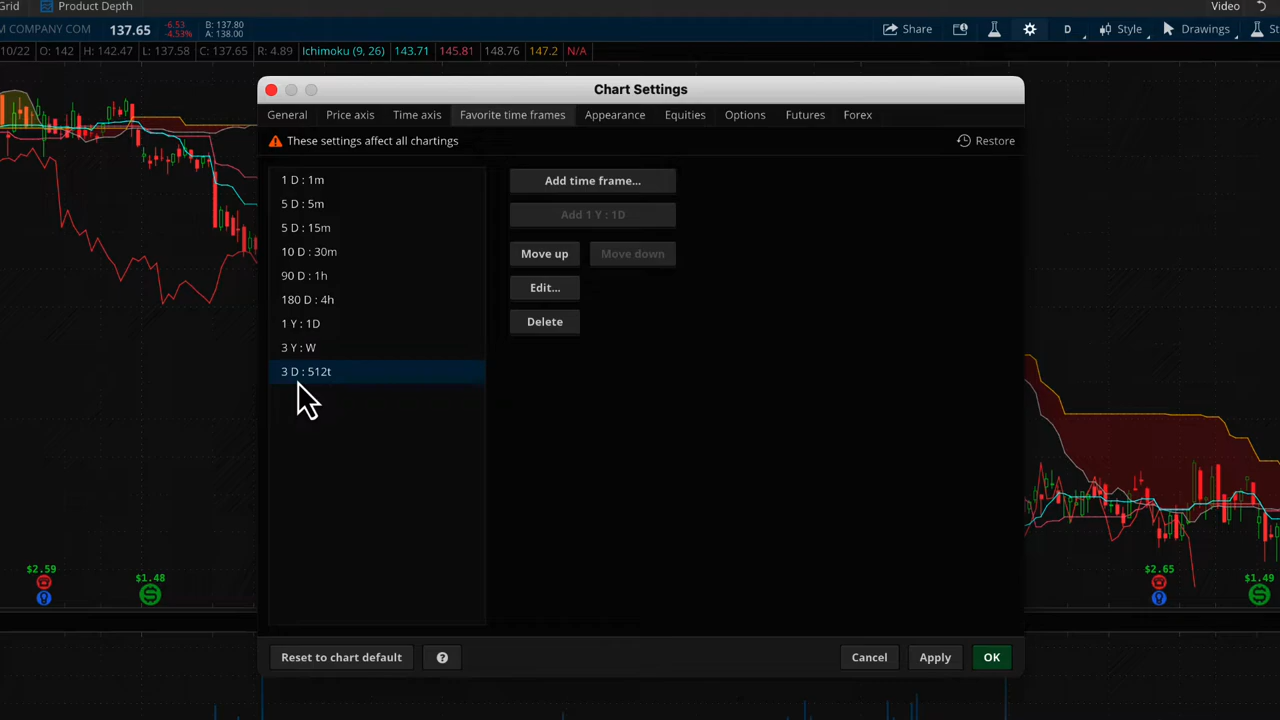 Grid Product Depth Video
M COMPANY COM 137.65 -6.53 -4.53% B: 137.80 A: 138.00 Share D Style Drawings St
10/22 O: 142 H: 142.47 L: 137.58 C: 137.65 R: 4.89 Ichimoku (9, 26) 143.71 145.81 148.76 147.2 N/A
Chart Settings
General Price axis Time axis Favorite time frames Appearance Equities Options Futures Forex
These settings affect all chartings Restore
1 D : 1m
5 D : 5m
5 D : 15m
10 D : 30m
90 D : 1h
180 D : 4h
1 Y : 1D
3 Y : W
3 D : 512t
Add time frame...
Add 1 Y : 1D
Move up Move down
Edit...
Delete
$2.59 $1.48 $2.65 $1.49
Reset to chart default ? Cancel Apply OK